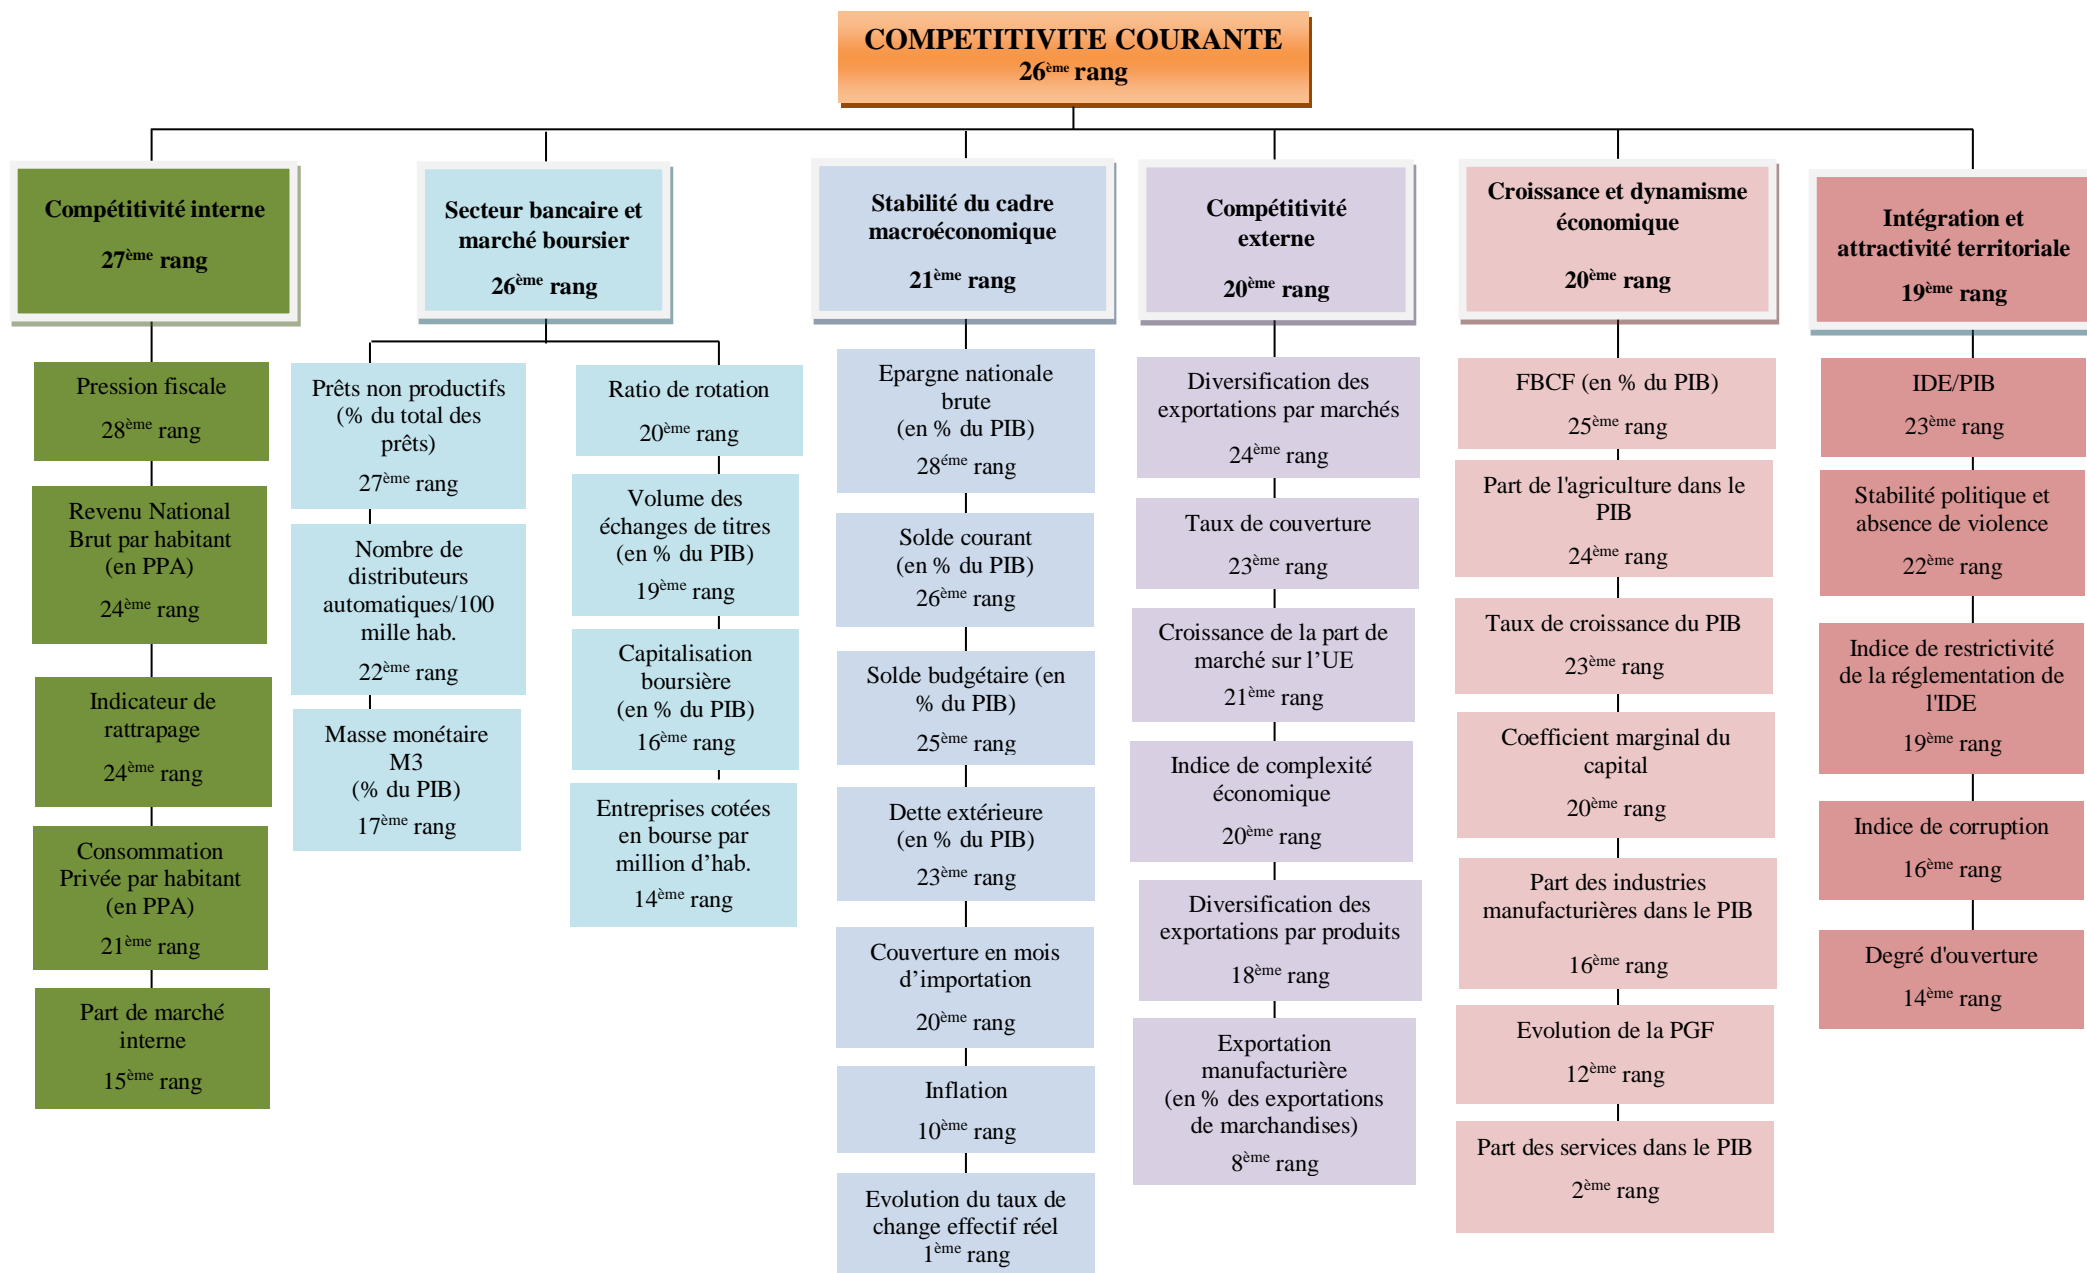 COMPETITIVITE COURANTE
26ème rang
Compétitivité interne
27ème rang
Pression fiscale
28ème rang
Revenu National
Brut par habitant
(en PPA)
24ème rang
Indicateur de
rattrapage
24ème rang
Consommation
Privée par habitant
(en PPA)
21ème rang
Part de marché
interne
15ème rang
Secteur bancaire et
marché boursier
26ème rang
Prêts non productifs
(% du total des
prêts)
27ème rang
Nombre de
distributeurs
automatiques/100
mille hab.
22ème rang
Masse monétaire
M3
(% du PIB)
17ème rang
Ratio de rotation
20ème rang
Volume des
échanges de titres
(en % du PIB)
19ème rang
Capitalisation
boursière
(en % du PIB)
16ème rang
Entreprises cotées
en bourse par
million d’hab.
14ème rang
Stabilité du cadre
macroéconomique
21ème rang
Epargne nationale
brute
(en % du PIB)
28éme rang
Solde courant
(en % du PIB)
26ème rang
Solde budgétaire (en
% du PIB)
25ème rang
Dette extérieure
(en % du PIB)
23ème rang
Couverture en mois
d’importation
20ème rang
Inflation
10ème rang
Evolution du taux de
change effectif réel
1ème rang
Compétitivité
externe
20ème rang
Diversification des
exportations par marchés
24ème rang
Taux de couverture
23ème rang
Croissance de la part de
marché sur l’UE
21ème rang
Indice de complexité
économique
20ème rang
Diversification des
exportations par produits
18ème rang
Exportation
manufacturière
(en % des exportations
de marchandises)
8ème rang
Croissance et dynamisme
économique
20ème rang
FBCF (en % du PIB)
25ème rang
Part de l'agriculture dans le
PIB
24ème rang
Taux de croissance du PIB
23ème rang
Coefficient marginal du
capital
20ème rang
Part des industries
manufacturières dans le PIB
16ème rang
Evolution de la PGF
12ème rang
Part des services dans le PIB
2ème rang
Intégration et
attractivité territoriale
19ème rang
IDE/PIB
23ème rang
Stabilité politique et
absence de violence
22ème rang
Indice de restrictivité
de la réglementation de
l'IDE
19ème rang
Indice de corruption
16ème rang
Degré d'ouverture
14ème rang